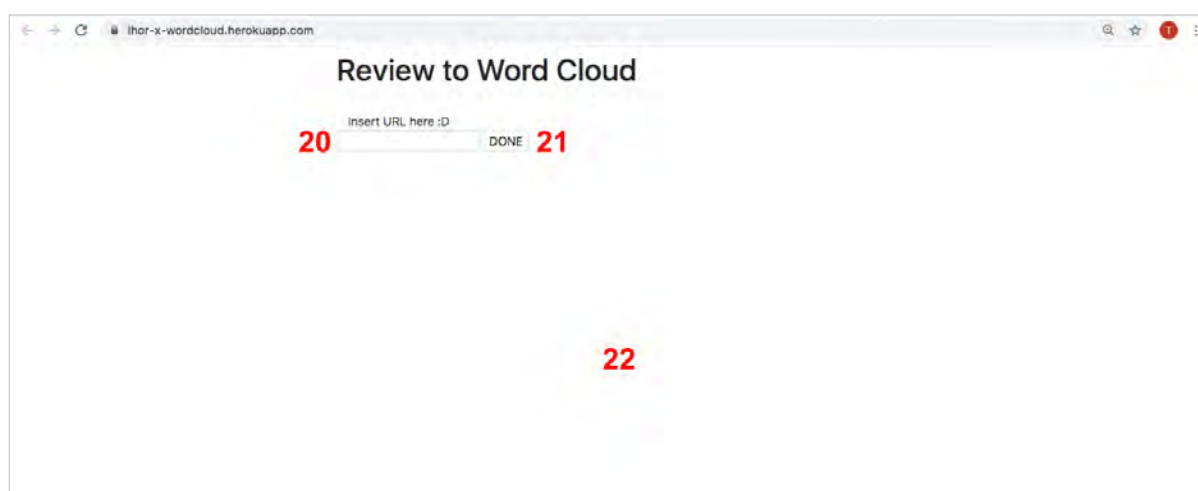 lhor-x-wordcloud.herokuapp.com
T
Review to Word Cloud
Insert URL here :D
20 DONE 21
22